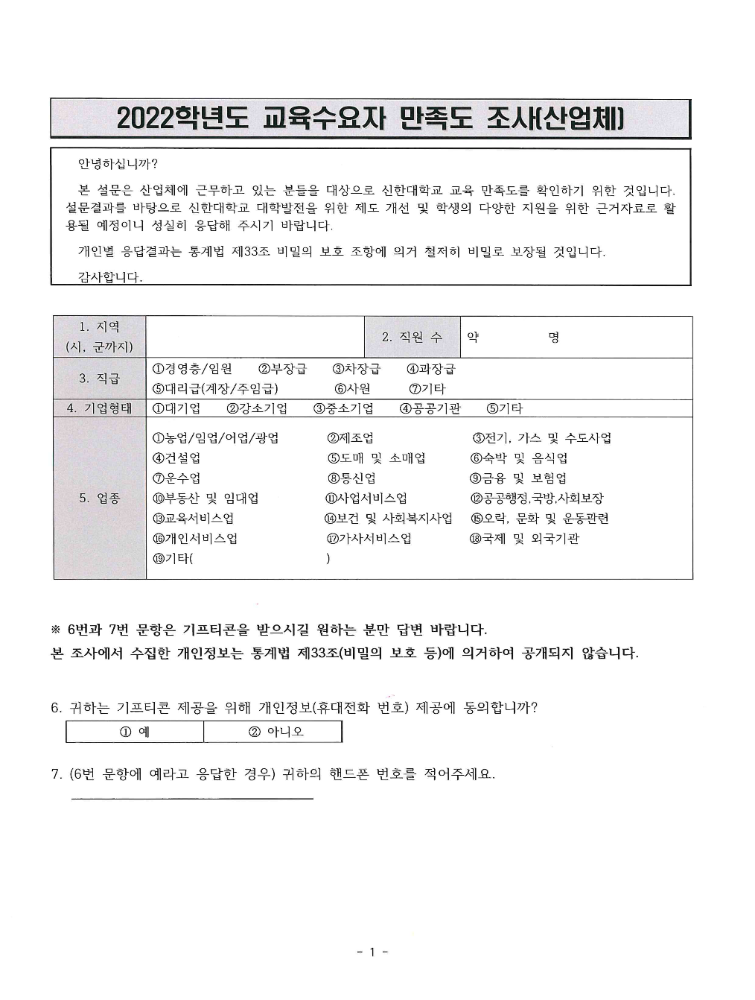 2022학년도 교육수요자 만족도 조사(산업체)
안녕하십니까?
본 설문은 산업체에 근무하고 있는 분들을 대상으로 신한대학교 교육 만족도를 확인하기 위한 것입니다.
설문결과를 바탕으로 신한대학교 대학발전을 위한 제도 개선 및 학생의 다양한 지원을 위한 근거자료로 활
용될 예정이니 성실히 응답해 주시기 바랍니다.
개인별 응답결과는 통계법 제33조 비밀의 보호 조항에 의거 철저히 비밀로 보장될 것입니다.
감사합니다.
1. 지역
(시, 군까지)
2. 직원 수
약 명
3. 직급
①경영층/임원 ②부장급 ③차장급 ④과장급
⑤대리급(계장/주임급) ⑥사원 ⑦기타
4. 기업형태
①대기업 ②강소기업 ③중소기업 ④공공기관 ⑤기타
5. 업종
①농업/임업/어업/광업 ②제조업 ③전기, 가스 및 수도사업
④건설업 ⑤도매 및 소매업 ⑥숙박 및 음식업
⑦운수업 ⑧통신업 ⑨금융 및 보험업
⑩부동산 및 임대업 ⑪사업서비스업 ⑫공공행정,국방,사회보장
⑬교육서비스업 ⑭보건 및 사회복지사업 ⑮오락, 문화 및 운동관련
⑯개인서비스업 ⑰가사서비스업 ⑱국제 및 외국기관
⑲기타( )
※ 6번과 7번 문항은 기프티콘을 받으시길 원하는 분만 답변 바랍니다.
본 조사에서 수집한 개인정보는 통계법 제33조(비밀의 보호 등)에 의거하여 공개되지 않습니다.
6. 귀하는 기프티콘 제공을 위해 개인정보(휴대전화 번호) 제공에 동의합니까?
① 예 ② 아니오
7. (6번 문항에 예라고 응답한 경우) 귀하의 핸드폰 번호를 적어주세요.
- 1 -